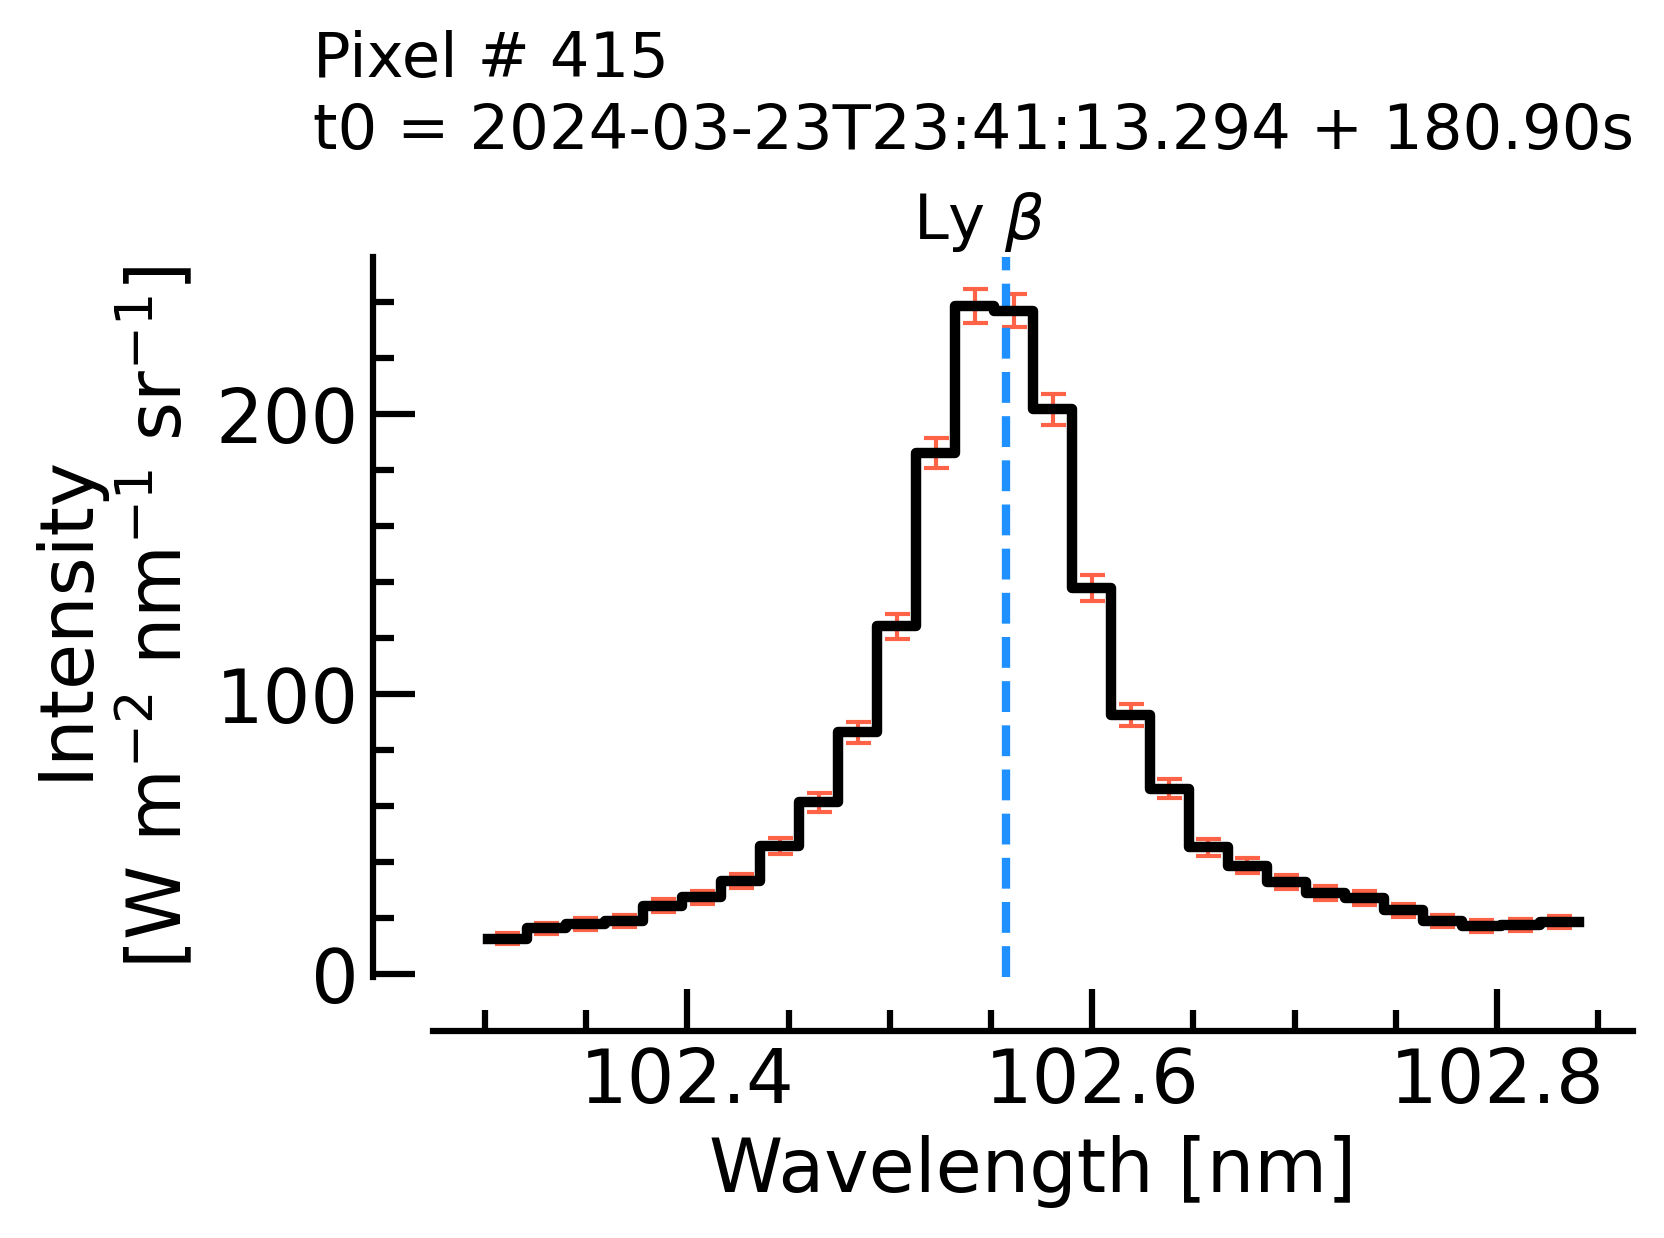 Pixel # 415
t0 = 2024-03-23T23:41:13.294 + 180.90s
Ly β
Intensity
[W m⁻² nm⁻¹ sr⁻¹]
200
100
0
102.4 102.6 102.8
Wavelength [nm]